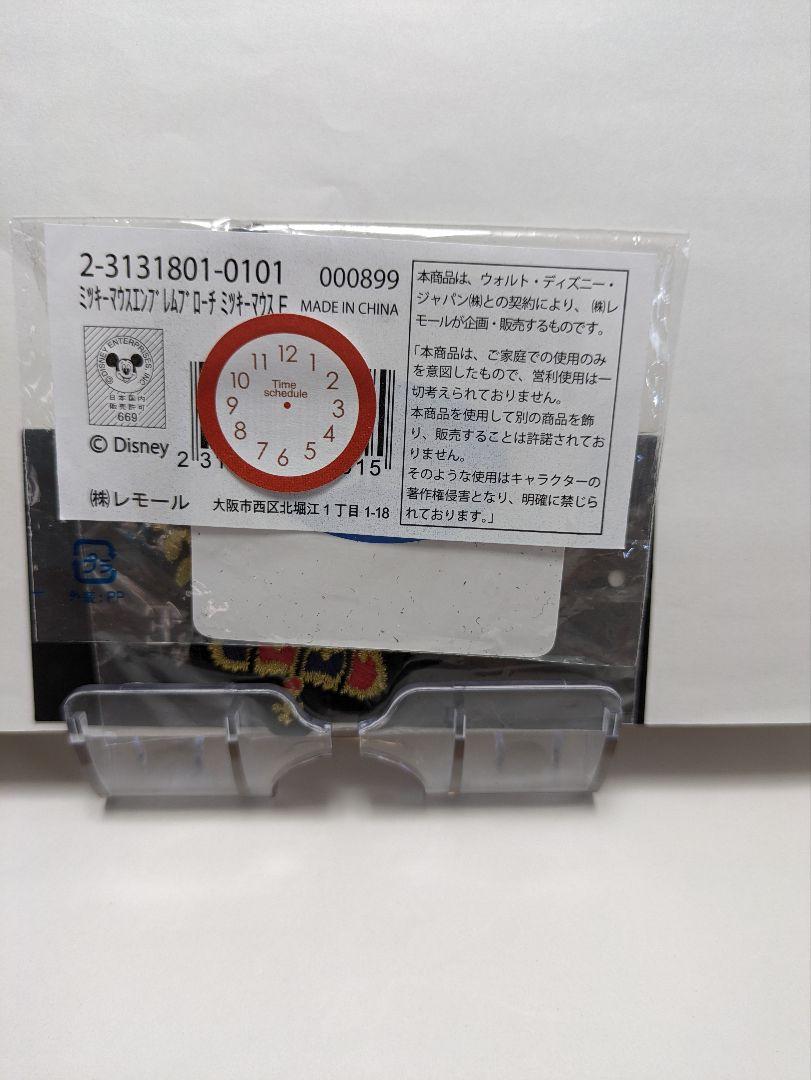 2-3131801-0101 000899
ミツキーマウスエンブレムブローチ ミツキーマウス E MADE IN CHINA
© DISNEY ENTERPRISES INC
日本国内
販売許可
669
© Disney
12 1 2 3 4 5 6 7 8 9 10 11
Time
schedule
(株)レモール 大阪市西区北堀江1丁目1-18
本商品は、ウォルト・ディズニー・
ジャパン(株)との契約により、(株)レ
モールが企画・販売するものです。
「本商品は、ご家庭での使用のみ
を意図したもので、営利使用は一
切考えられておりません。
本商品を使用して別の商品を飾
り、販売することは許諾されてお
りません。
そのような使用はキャラクターの
著作権侵害となり、明確に禁じら
れております。」
プラ
外装:PP